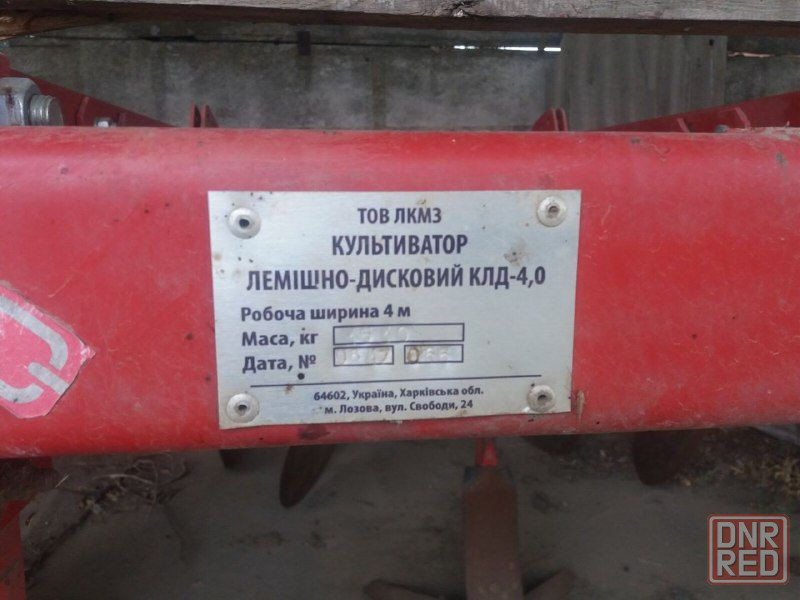 ТОВ ЛКМЗ
КУЛЬТИВАТОР
ЛЕМІШНО-ДИСКОВИЙ КЛД-4,0
Робоча ширина 4 м
Маса, кг
Дата, №
64602, Україна, Харківська обл.
м. Лозова, вул. Свободи, 24
DNR
RED